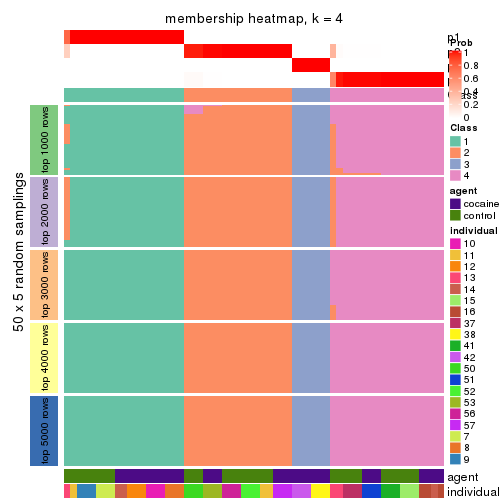 membership heatmap, k = 4
50 x 5 random samplings
top 1000 rows
top 2000 rows
top 3000 rows
top 4000 rows
top 5000 rows
p1
Prob
1
0.8
0.6
0.4
0.2
0
Class
1
2
3
4
agent
cocaine
control
individual
10
11
12
13
14
15
16
37
38
41
42
50
51
52
53
56
57
7
8
9
agent
individual